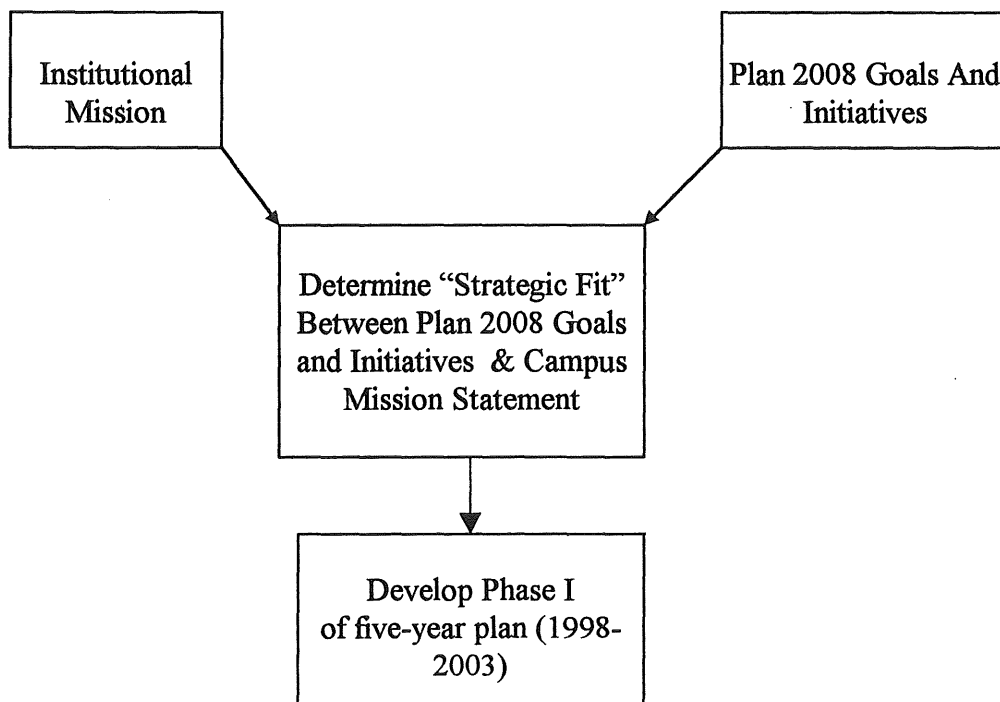 Institutional
Mission
Plan 2008 Goals And
Initiatives
Determine “Strategic Fit”
Between Plan 2008 Goals
and Initiatives & Campus
Mission Statement
Develop Phase I
of five-year plan (1998-
2003)